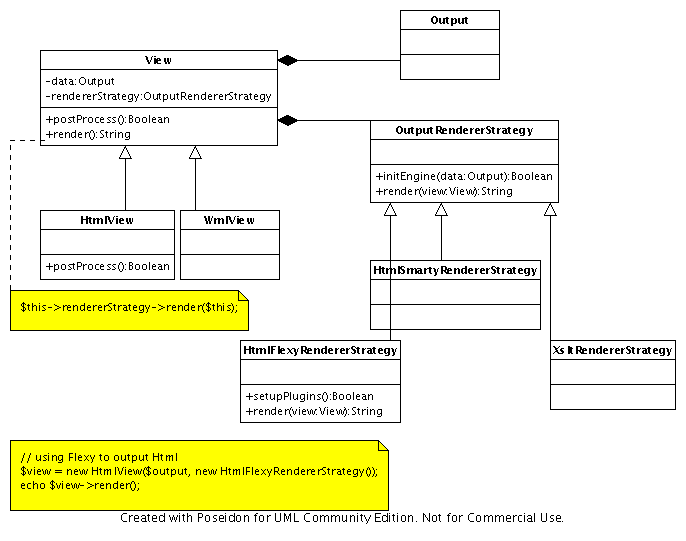 Output
View
-data:Output
-rendererStrategy:OutputRendererStrategy
+postProcess():Boolean
+render():String
OutputRendererStrategy
+initEngine(data:Output):Boolean
+render(view:View):String
HtmlView
+postProcess():Boolean
WmlView
HtmlSmartyRendererStrategy
$this->rendererStrategy->render($this);
HtmlFlexyRendererStrategy
+setupPlugins():Boolean
+render(view:View):String
XsltRendererStrategy
// using Flexy to output Html
$view = new HtmlView($output, new HtmlFlexyRendererStrategy());
echo $view->render();
Created with Poseidon for UML Community Edition. Not for Commercial Use.